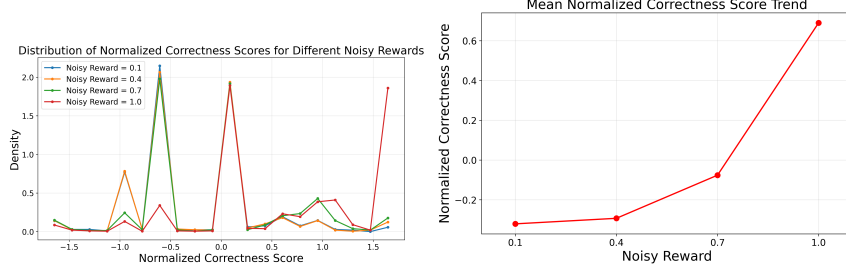 Distribution of Normalized Correctness Scores for Different Noisy Rewards
Noisy Reward = 0.1
Noisy Reward = 0.4
Noisy Reward = 0.7
Noisy Reward = 1.0
Density
2.0
1.5
1.0
0.5
0.0
−1.5 −1.0 −0.5 0.0 0.5 1.0 1.5
Normalized Correctness Score
Mean Normalized Correctness Score Trend
Normalized Correctness Score
0.6
0.4
0.2
0.0
−0.2
0.1 0.4 0.7 1.0
Noisy Reward